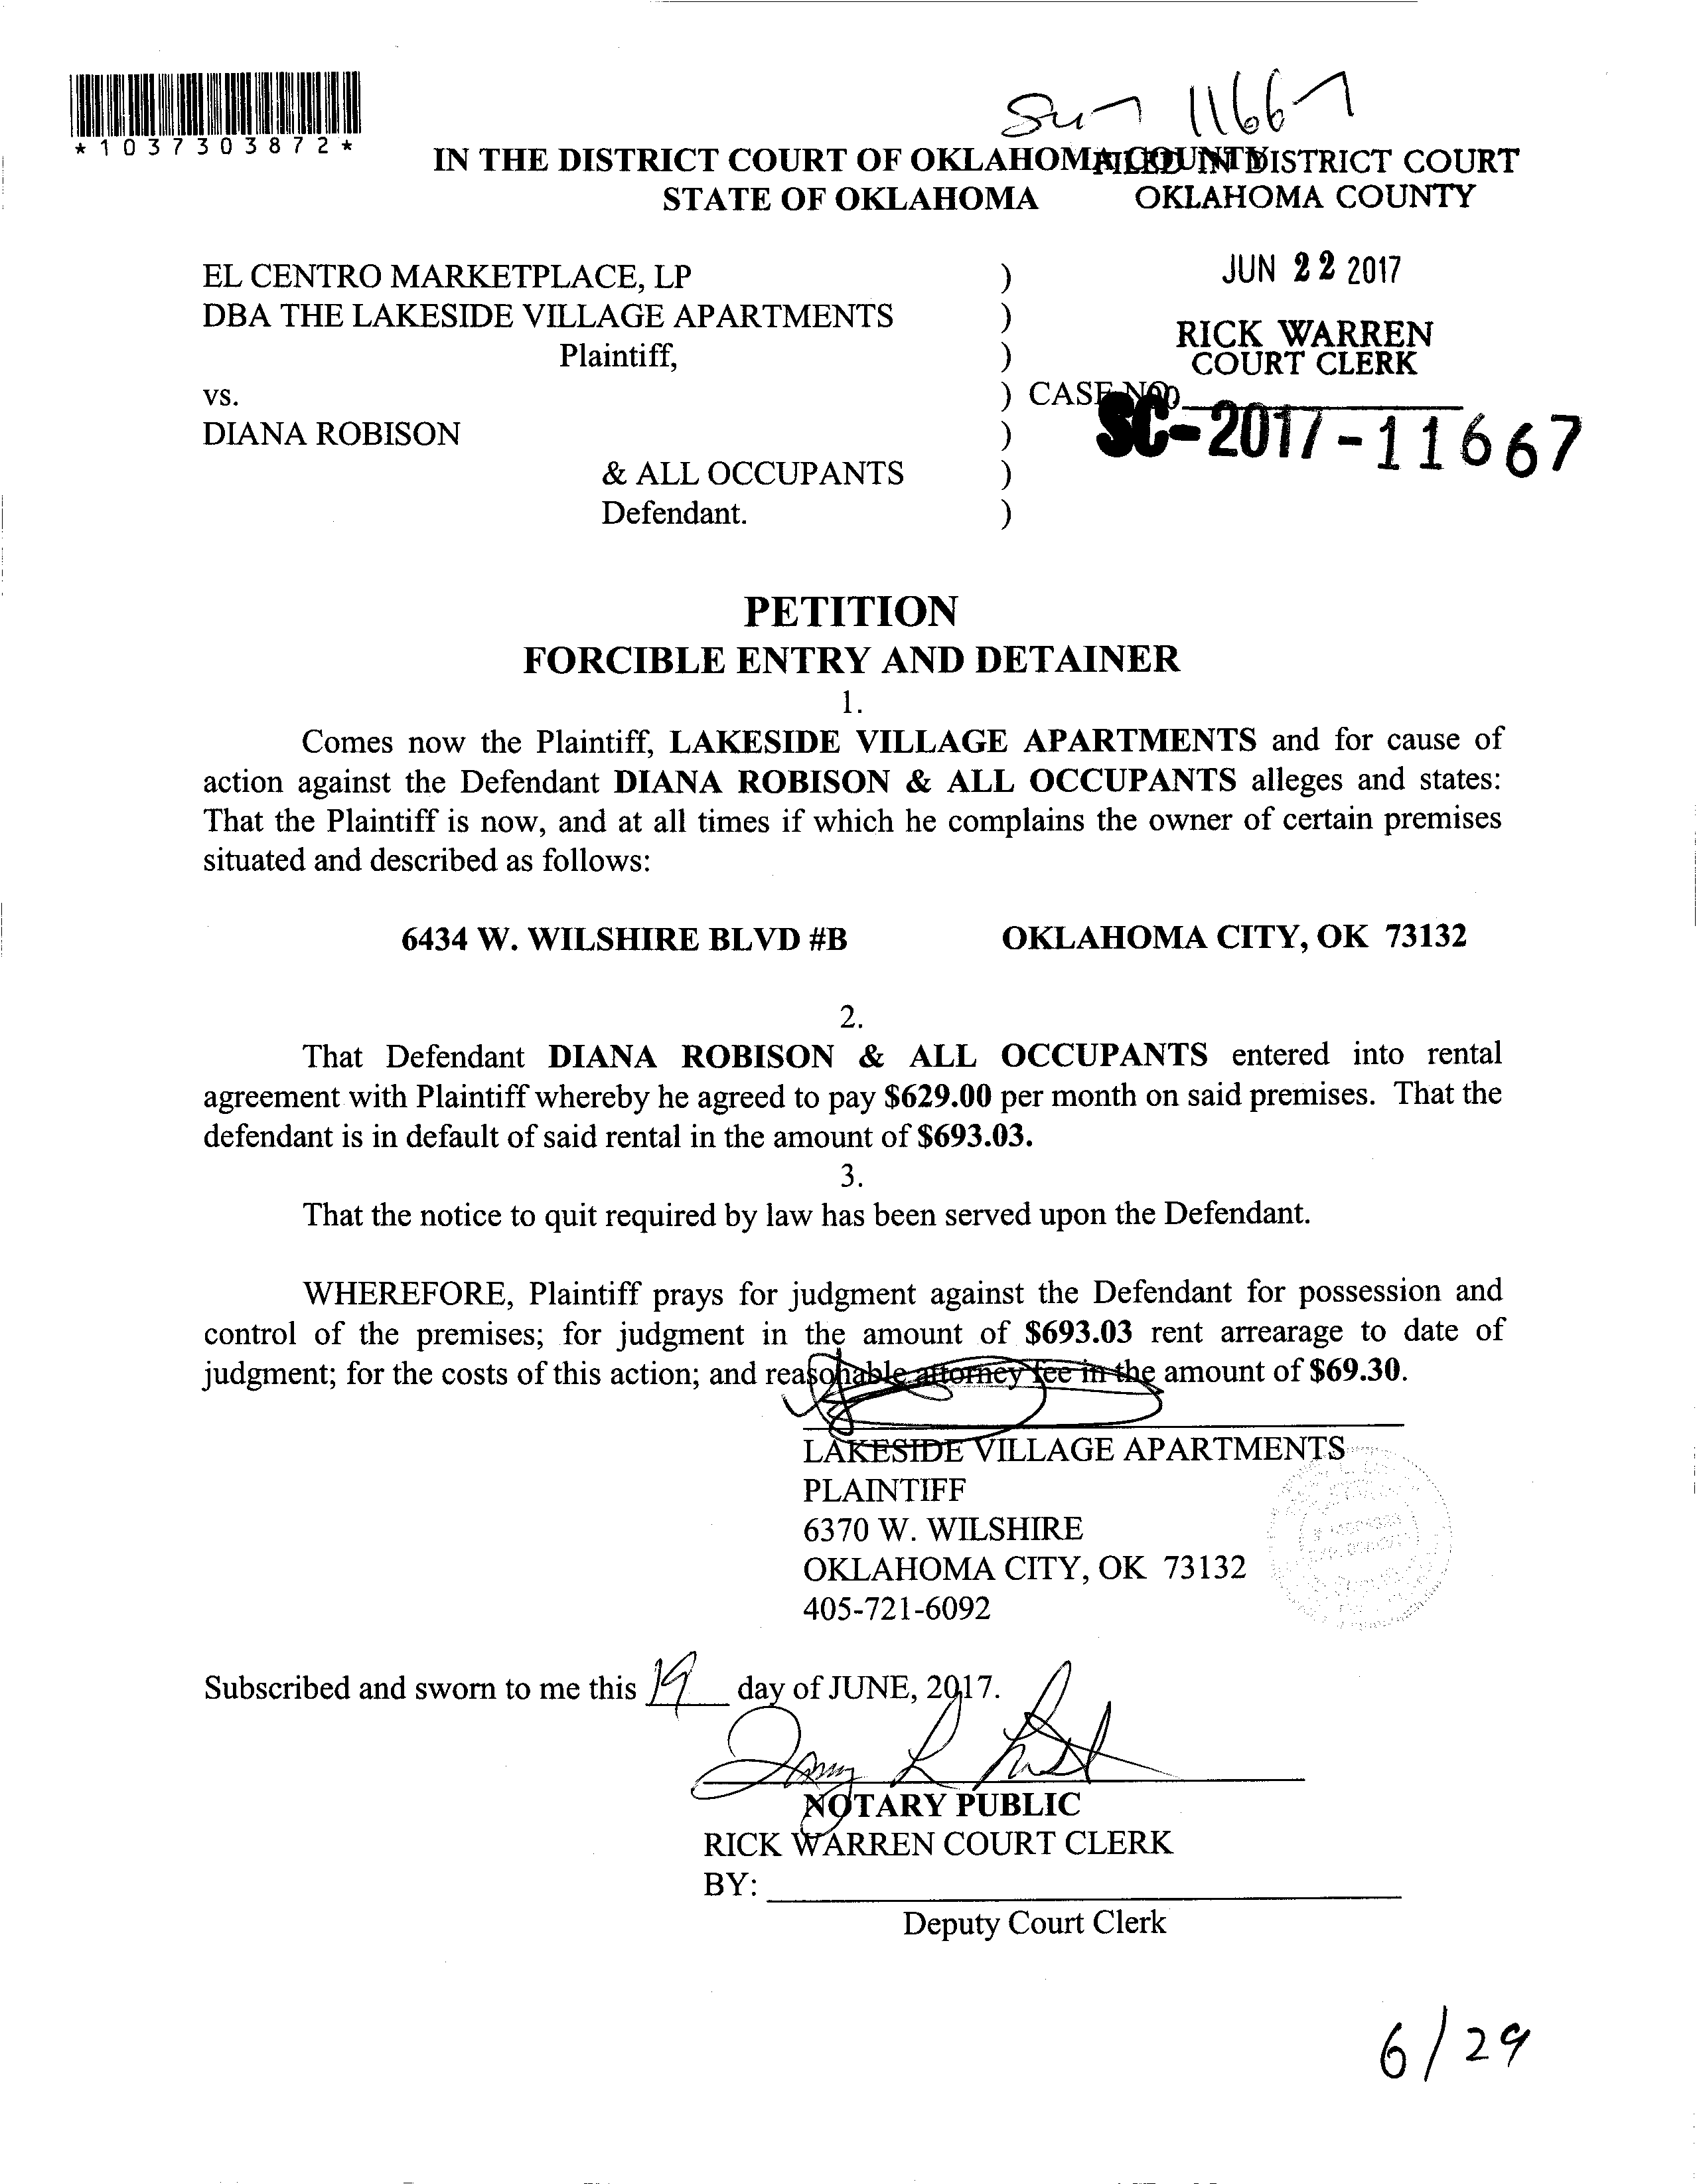 *1037303872*
11667
IN THE DISTRICT COURT OF OKLAHOMA COUNTY
STATE OF OKLAHOMA
FILED IN DISTRICT COURT
OKLAHOMA COUNTY
JUN 22 2017
RICK WARREN
COURT CLERK
EL CENTRO MARKETPLACE, LP )
DBA THE LAKESIDE VILLAGE APARTMENTS )
Plaintiff, )
vs. ) CASE NO.
SC-2017-11667
DIANA ROBISON )
& ALL OCCUPANTS )
Defendant. )
PETITION
FORCIBLE ENTRY AND DETAINER
1.
Comes now the Plaintiff, LAKESIDE VILLAGE APARTMENTS and for cause of
action against the Defendant DIANA ROBISON & ALL OCCUPANTS alleges and states:
That the Plaintiff is now, and at all times if which he complains the owner of certain premises
situated and described as follows:
6434 W. WILSHIRE BLVD #B OKLAHOMA CITY, OK 73132
2.
That Defendant DIANA ROBISON & ALL OCCUPANTS entered into rental
agreement with Plaintiff whereby he agreed to pay $629.00 per month on said premises. That the
defendant is in default of said rental in the amount of $693.03.
3.
That the notice to quit required by law has been served upon the Defendant.
WHEREFORE, Plaintiff prays for judgment against the Defendant for possession and
control of the premises; for judgment in the amount of $693.03 rent arrearage to date of
judgment; for the costs of this action; and reasonable attorney fee in the amount of $69.30.
LAKESIDE VILLAGE APARTMENTS
PLAINTIFF
6370 W. WILSHIRE
OKLAHOMA CITY, OK 73132
405-721-6092
Subscribed and sworn to me this 19 day of JUNE, 2017.
NOTARY PUBLIC
RICK WARREN COURT CLERK
BY:
Deputy Court Clerk
6/29